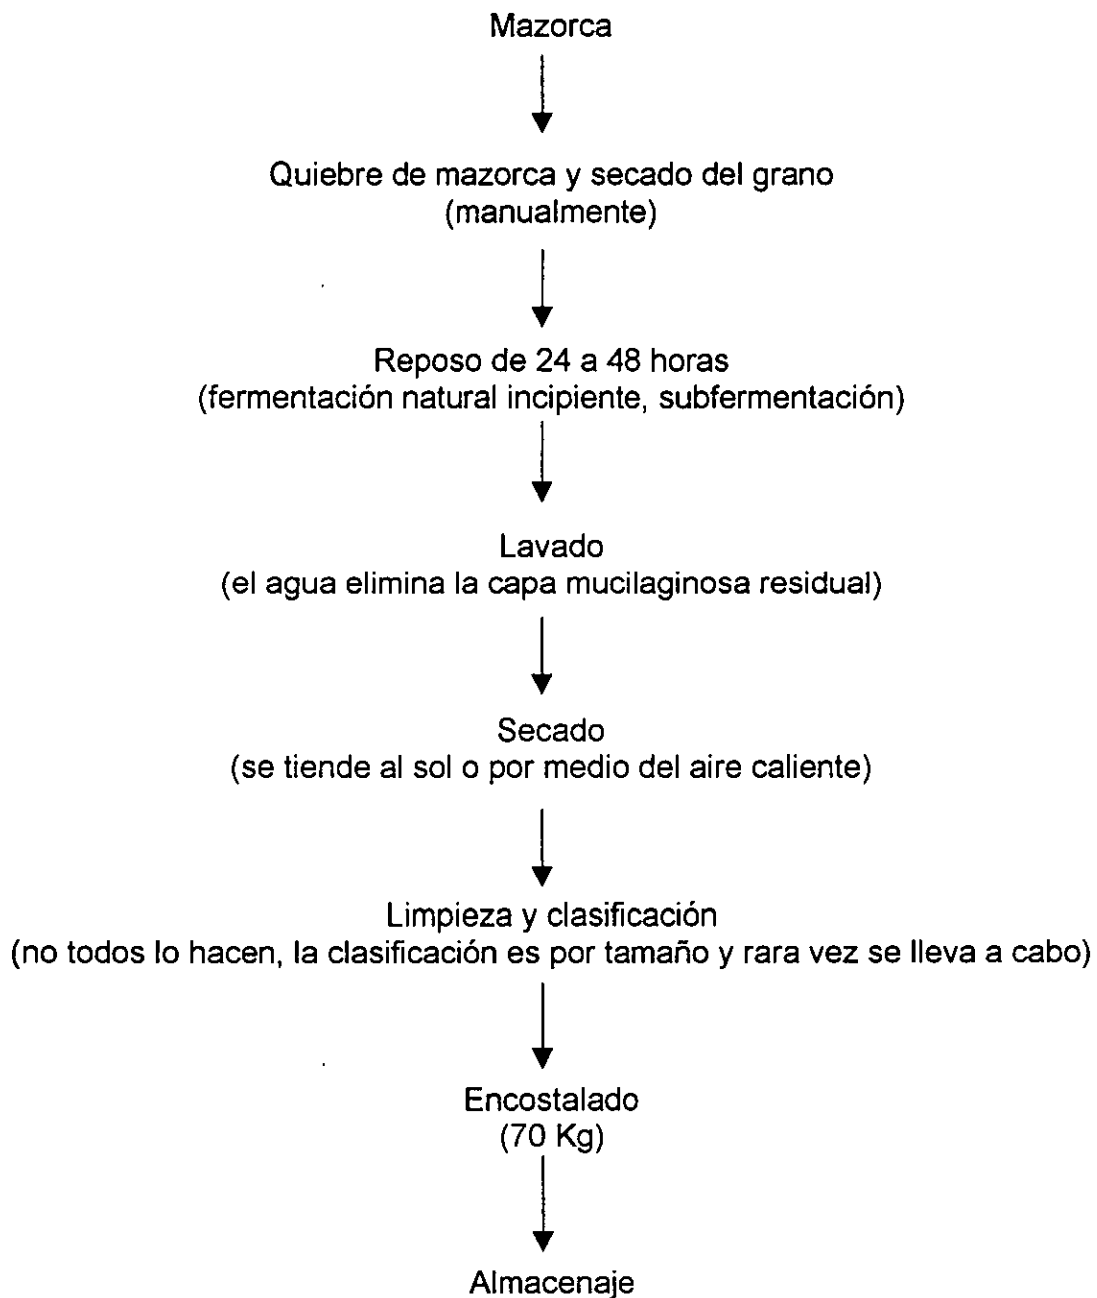 Mazorca
Quiebre de mazorca y secado del grano
(manualmente)
Reposo de 24 a 48 horas
(fermentación natural incipiente, subfermentación)
Lavado
(el agua elimina la capa mucilaginosa residual)
Secado
(se tiende al sol o por medio del aire caliente)
Limpieza y clasificación
(no todos lo hacen, la clasificación es por tamaño y rara vez se lleva a cabo)
Encostalado
(70 Kg)
Almacenaje